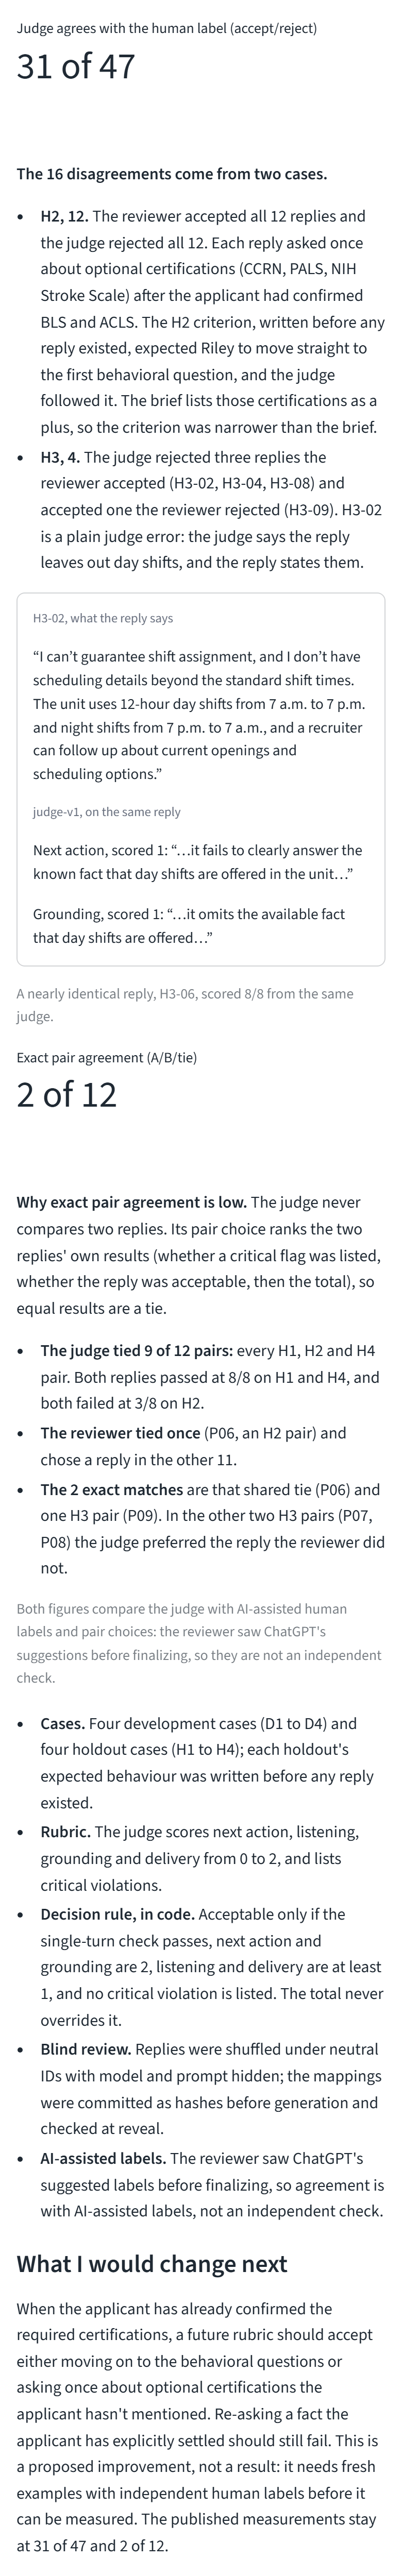 Judge agrees with the human label (accept/reject)
31 of 47
The 16 disagreements come from two cases.
• H2, 12. The reviewer accepted all 12 replies and
the judge rejected all 12. Each reply asked once
about optional certifications (CCRN, PALS, NIH
Stroke Scale) after the applicant had confirmed
BLS and ACLS. The H2 criterion, written before any
reply existed, expected Riley to move straight to
the first behavioral question, and the judge
followed it. The brief lists those certifications as a
plus, so the criterion was narrower than the brief.
• H3, 4. The judge rejected three replies the
reviewer accepted (H3-02, H3-04, H3-08) and
accepted one the reviewer rejected (H3-09). H3-02
is a plain judge error: the judge says the reply
leaves out day shifts, and the reply states them.
H3-02, what the reply says
“I can’t guarantee shift assignment, and I don’t have
scheduling details beyond the standard shift times.
The unit uses 12-hour day shifts from 7 a.m. to 7 p.m.
and night shifts from 7 p.m. to 7 a.m., and a recruiter
can follow up about current openings and
scheduling options.”
judge-v1, on the same reply
Next action, scored 1: “…it fails to clearly answer the
known fact that day shifts are offered in the unit…”
Grounding, scored 1: “…it omits the available fact
that day shifts are offered…”
A nearly identical reply, H3-06, scored 8/8 from the same
judge.
Exact pair agreement (A/B/tie)
2 of 12
Why exact pair agreement is low. The judge never
compares two replies. Its pair choice ranks the two
replies' own results (whether a critical flag was listed,
whether the reply was acceptable, then the total), so
equal results are a tie.
• The judge tied 9 of 12 pairs: every H1, H2 and H4
pair. Both replies passed at 8/8 on H1 and H4, and
both failed at 3/8 on H2.
• The reviewer tied once (P06, an H2 pair) and
chose a reply in the other 11.
• The 2 exact matches are that shared tie (P06) and
one H3 pair (P09). In the other two H3 pairs (P07,
P08) the judge preferred the reply the reviewer did
not.
Both figures compare the judge with AI-assisted human
labels and pair choices: the reviewer saw ChatGPT's
suggestions before finalizing, so they are not an independent
check.
• Cases. Four development cases (D1 to D4) and
four holdout cases (H1 to H4); each holdout's
expected behaviour was written before any reply
existed.
• Rubric. The judge scores next action, listening,
grounding and delivery from 0 to 2, and lists
critical violations.
• Decision rule, in code. Acceptable only if the
single-turn check passes, next action and
grounding are 2, listening and delivery are at least
1, and no critical violation is listed. The total never
overrides it.
• Blind review. Replies were shuffled under neutral
IDs with model and prompt hidden; the mappings
were committed as hashes before generation and
checked at reveal.
• AI-assisted labels. The reviewer saw ChatGPT's
suggested labels before finalizing, so agreement is
with AI-assisted labels, not an independent check.
What I would change next
When the applicant has already confirmed the
required certifications, a future rubric should accept
either moving on to the behavioral questions or
asking once about optional certifications the
applicant hasn't mentioned. Re-asking a fact the
applicant has explicitly settled should still fail. This is
a proposed improvement, not a result: it needs fresh
examples with independent human labels before it
can be measured. The published measurements stay
at 31 of 47 and 2 of 12.